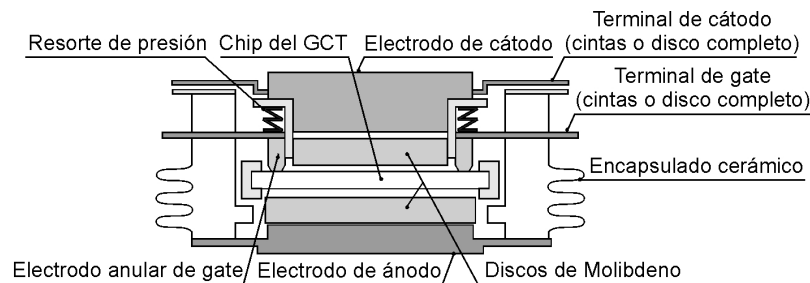 Terminal de cátodo
(cintas o disco completo)
Resorte de presión
Chip del GCT
Electrodo de cátodo
Terminal de gate
(cintas o disco completo)
Encapsulado cerámico
Electrodo anular de gate
Electrodo de ánodo
Discos de Molibdeno